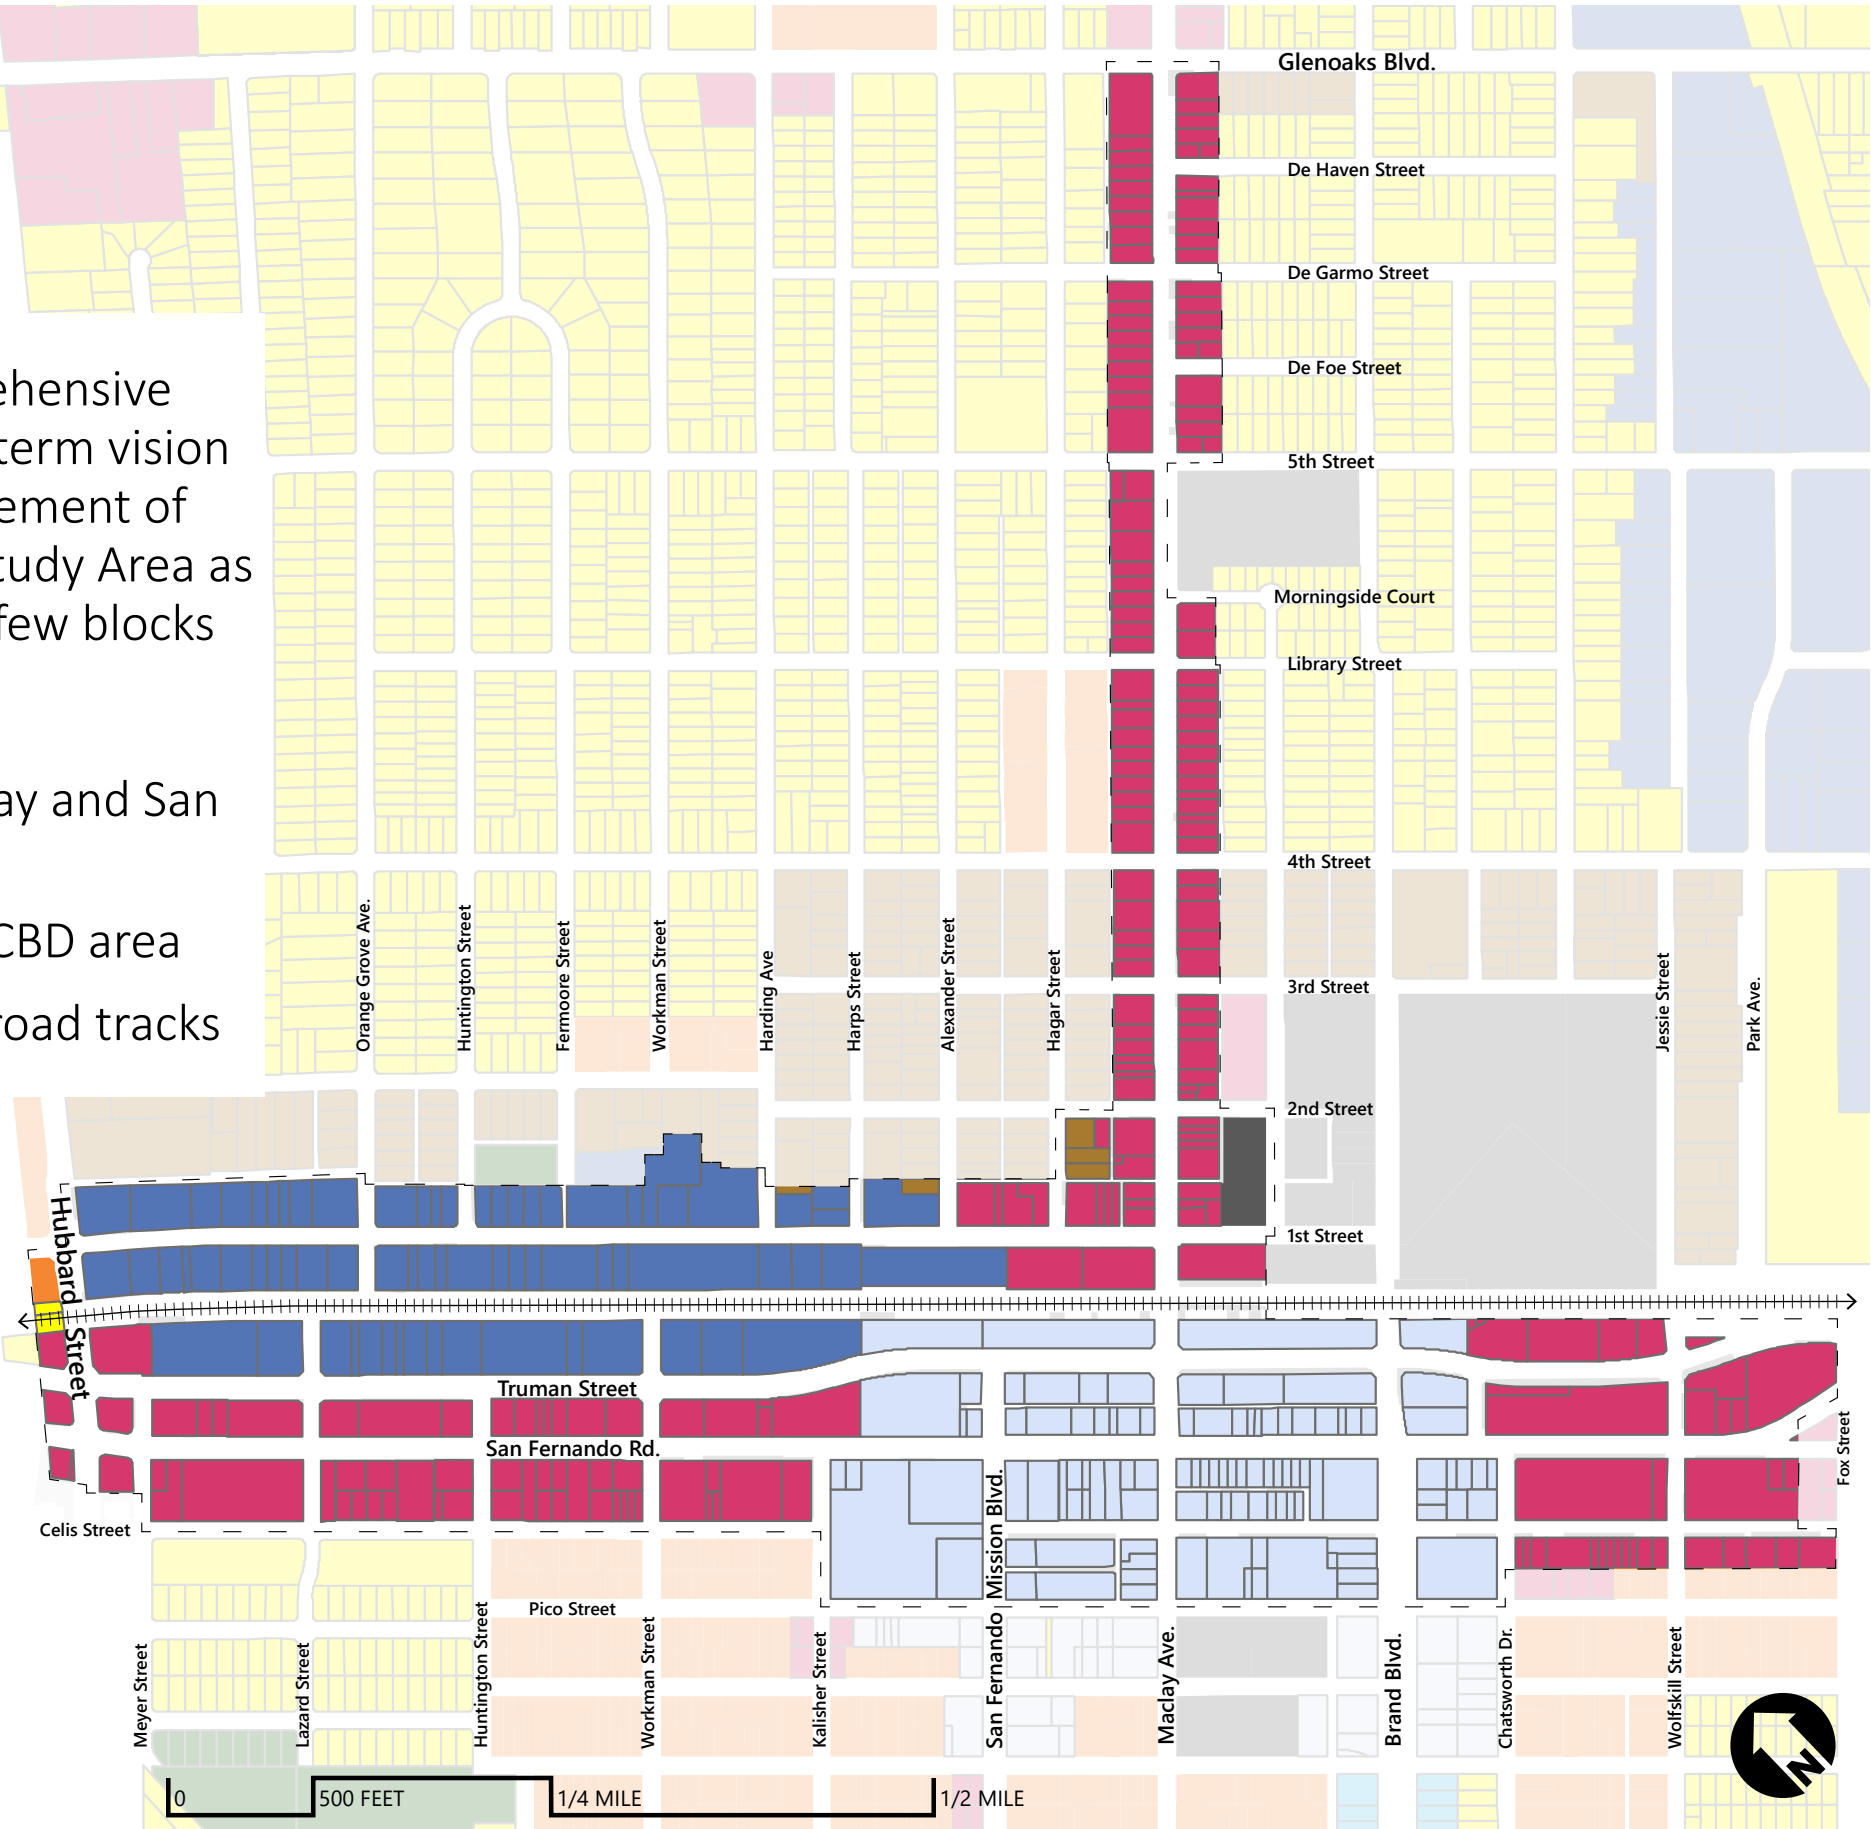 Glenoaks Blvd.
De Haven Street
De Garmo Street
De Foe Street
5th Street
Morningside Court
Library Street
4th Street
3rd Street
2nd Street
1st Street
ehensive
term vision
ement of
tudy Area as
few blocks
ay and San
CBD area
road tracks
Orange Grove Ave.
Huntington Street
Fermoore Street
Workman Street
Harding Ave
Harps Street
Alexander Street
Hagar Street
Jessie Street
Park Ave.
Hubbard Street
Truman Street
San Fernando Rd.
Celis Street
Pico Street
Fox Street
Meyer Street
Lazard Street
Huntington Street
Workman Street
Kalisher Street
San Fernando Mission Blvd.
Maclay Ave.
Brand Blvd.
Chatsworth Dr.
Wolfskill Street
0
500 FEET
1/4 MILE
1/2 MILE
N